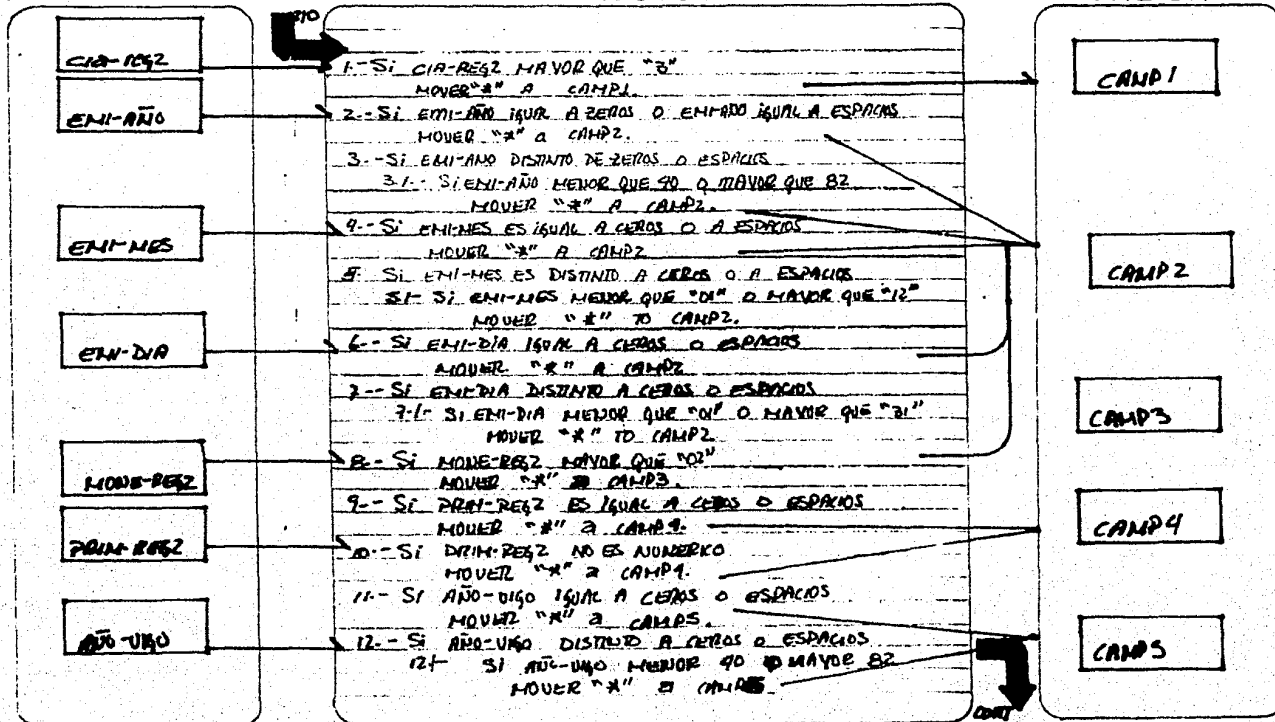 CIA-REG2
EMI-AÑO
EMI-MES
EMI-DIA
MONE-REG2
PRIM-REG2
AÑO-VIGO
1.- Si CIA-REG2 MAYOR QUE "3"
MOVER "*" A CAMP1.
2.- Si EMI-AÑO IGUAL A ZEROS O EMI-AÑO IGUAL A ESPACIOS
MOVER "*" a CAMP2.
3.- Si EMI-ANO DISTINTO DE ZEROS O ESPACIOS
3.1.- Si EMI-AÑO MENOR QUE 40 O MAYOR QUE 82
MOVER "*" A CAMP2.
4.- Si EMI-MES ES IGUAL A CEROS O A ESPACIOS
MOVER "*" A CAMP2
5- Si EMI-MES ES DISTINTO A CEROS O A ESPACIOS
5.1- Si EMI-MES MENOR QUE "01" O MAYOR QUE "12"
MOVER "*" TO CAMP2.
6.- Si EMI-DIA IGUAL A CEROS O ESPACIOS
MOVER "*" A CAMP2
7.- Si EMI-DIA DISTINTO A CEROS O ESPACIOS
7.1- SI EMI-DIA MENOR QUE "01" O MAYOR QUE "31"
MOVER "*" TO CAMP2
8.- Si MONE-REG2 MAYOR QUE "02"
MOVER "*" a CAMP3.
9.- Si PRIM-REG2 ES IGUAL A CEROS O ESPACIOS
MOVER "*" a CAMP4.
10.- Si PRIM-REG2 NO ES NUMERICO
MOVER "*" a CAMP4.
11.- SI AÑO-VIGO IGUAL A CEROS O ESPACIOS
MOVER "*" a CAMP5.
12.- Si AÑO-VIGO DISTINTO A CEROS O ESPACIOS
12.1- SI AÑO-VIGO MENOR 40 O MAYOR 82
MOVER "*" a CAMP5
CONT
CAMP1
CAMP2
CAMP3
CAMP4
CAMP5